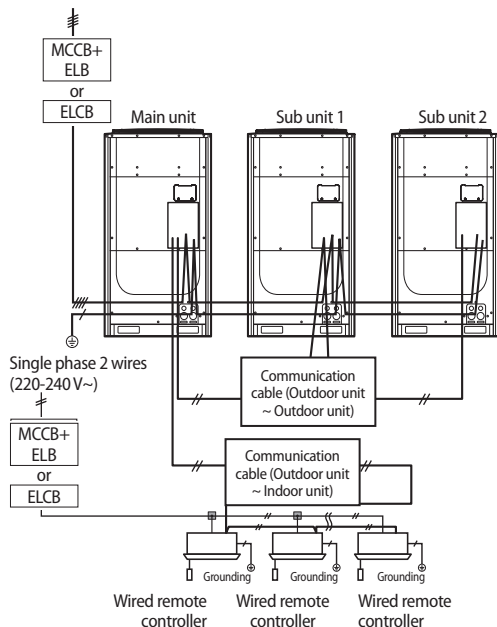 MCCB+
ELB
or
ELCB
Main unit
Sub unit 1
Sub unit 2
Single phase 2 wires
(220-240 V~)
MCCB+
ELB
or
ELCB
Communication
cable (Outdoor unit
~ Outdoor unit)
Communication
cable (Outdoor unit
~ Indoor unit)
Grounding
Grounding
Grounding
Wired remote
controller
Wired remote
controller
Wired remote
controller